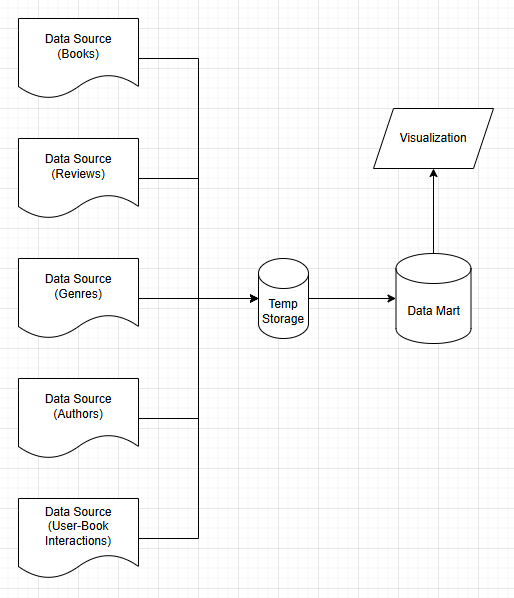 Data Source
(Books)
Data Source
(Reviews)
Data Source
(Genres)
Data Source
(Authors)
Data Source
(User-Book
Interactions)
Temp
Storage
Data Mart
Visualization